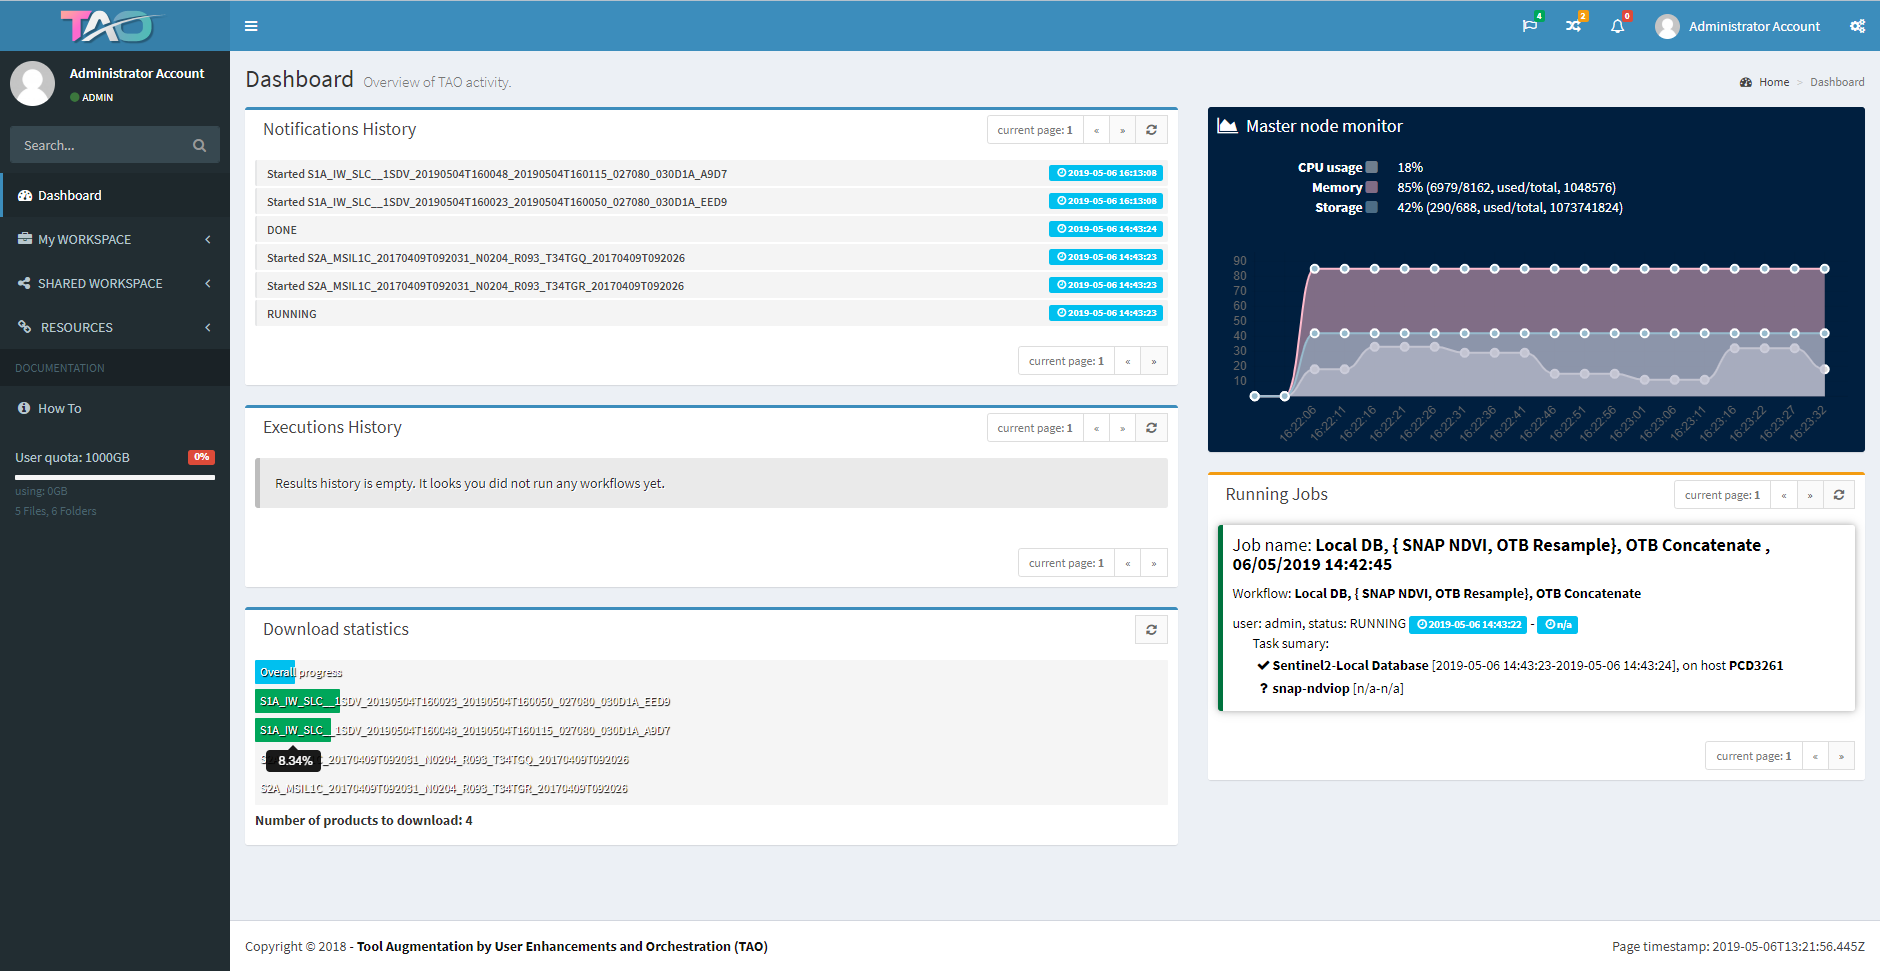 TAO
4
2
0
Administrator Account
Administrator Account
ADMIN
Search...
Dashboard
My WORKSPACE
SHARED WORKSPACE
RESOURCES
DOCUMENTATION
How To
User quota: 1000GB
0%
using: 0GB
5 Files, 6 Folders
Dashboard Overview of TAO activity.
Home > Dashboard
Notifications History
current page: 1 « »
Started S1A_IW_SLC__1SDV_20190504T160048_20190504T160115_027080_030D1A_A9D7 2019-05-06 16:13:08
Started S1A_IW_SLC__1SDV_20190504T160023_20190504T160050_027080_030D1A_EED9 2019-05-06 16:13:08
DONE 2019-05-06 14:43:24
Started S2A_MSIL1C_20170409T092031_N0204_R093_T34TGQ_20170409T092026 2019-05-06 14:43:23
Started S2A_MSIL1C_20170409T092031_N0204_R093_T34TGR_20170409T092026 2019-05-06 14:43:23
RUNNING 2019-05-06 14:43:23
current page: 1 « »
Executions History
current page: 1 « »
Results history is empty. It looks you did not run any workflows yet.
current page: 1 « »
Download statistics
Overall progress
S1A_IW_SLC__1SDV_20190504T160023_20190504T160050_027080_030D1A_EED9
S1A_IW_SLC__1SDV_20190504T160048_20190504T160115_027080_030D1A_A9D7
8.34%
_20170409T092031_N0204_R093_T34TGQ_20170409T092026
S2A_MSIL1C_20170409T092031_N0204_R093_T34TGR_20170409T092026
Number of products to download: 4
Master node monitor
CPU usage 18%
Memory 85% (6979/8162, used/total, 1048576)
Storage 42% (290/688, used/total, 1073741824)
90
80
70
60
50
40
30
20
10
16:22:06
16:22:11
16:22:16
16:22:21
16:22:26
16:22:31
16:22:36
16:22:41
16:22:46
16:22:51
16:22:56
16:23:01
16:23:06
16:23:11
16:23:16
16:23:22
16:23:27
16:23:32
Running Jobs
current page: 1 « »
Job name: Local DB, { SNAP NDVI, OTB Resample}, OTB Concatenate ,
06/05/2019 14:42:45
Workflow: Local DB, { SNAP NDVI, OTB Resample}, OTB Concatenate
user: admin, status: RUNNING 2019-05-06 14:43:22 - n/a
Task sumary:
Sentinel2-Local Database [2019-05-06 14:43:23-2019-05-06 14:43:24], on host PCD3261
? snap-ndviop [n/a-n/a]
current page: 1 « »
Copyright © 2018 - Tool Augmentation by User Enhancements and Orchestration (TAO)
Page timestamp: 2019-05-06T13:21:56.445Z